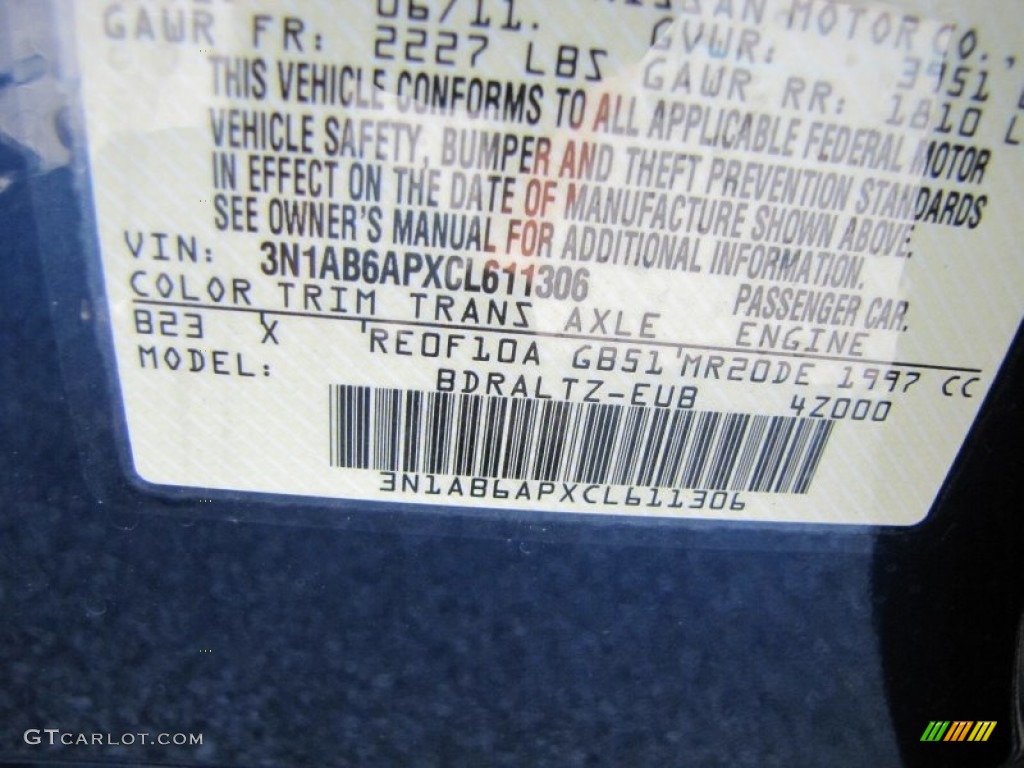 06/11. NISSAN MOTOR CO.,
GAWR FR: 2227 LBS GVWR: 3951
GAWR RR: 1810 L
THIS VEHICLE CONFORMS TO ALL APPLICABLE FEDERAL MOTOR
VEHICLE SAFETY, BUMPER AND THEFT PREVENTION STANDARDS
IN EFFECT ON THE DATE OF MANUFACTURE SHOWN ABOVE.
SEE OWNER'S MANUAL FOR ADDITIONAL INFORMATION.
VIN: 3N1AB6APXCL611306 PASSENGER CAR.
COLOR TRIM TRANS AXLE ENGINE
B23 X RE0F10A GB51 MR20DE 1997 CC
MODEL: BDRALTZ-EUB 4Z000
3N1AB6APXCL611306
GTCARLOT.COM